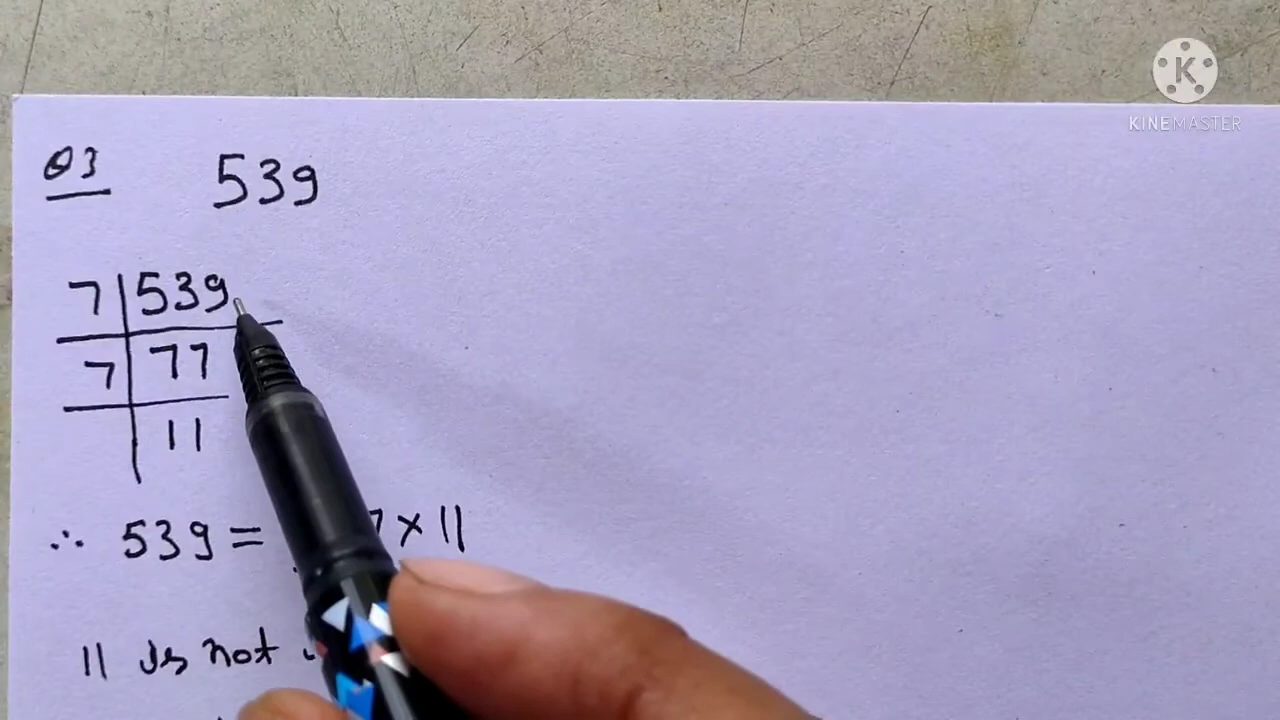 Q3 539
7 | 539
7 | 77
11
∴ 539 = 7 × 11
11 is not
K
KINEMASTER